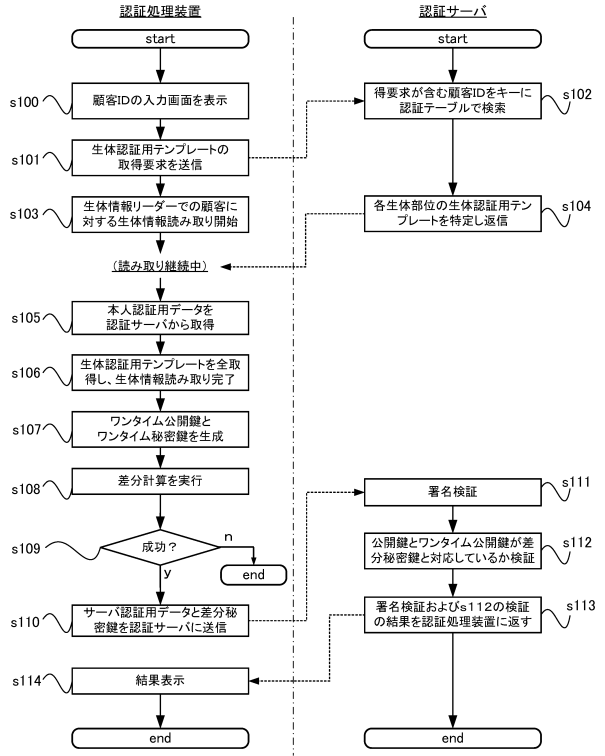 認証処理装置
認証サーバ
start
start
s100
顧客IDの入力画面を表示
得要求が含む顧客IDをキーに
認証テーブルで検索
s102
s101
生体認証用テンプレートの
取得要求を送信
s103
生体情報リーダーでの顧客に
対する生体情報読み取り開始
各生体部位の生体認証用テン
プレートを特定し返信
s104
(読み取り継続中)
s105
本人認証用データを
認証サーバから取得
s106
生体認証用テンプレートを全取
得し、生体情報読み取り完了
s107
ワンタイム公開鍵と
ワンタイム秘密鍵を生成
s108
差分計算を実行
署名検証
s111
s109
成功？
n
end
y
公開鍵とワンタイム公開鍵が差
分秘密鍵と対応しているか検証
s112
s110
サーバ認証用データと差分秘
密鍵を認証サーバに送信
署名検証およびs112の検証
の結果を認証処理装置に返す
s113
s114
結果表示
end
end